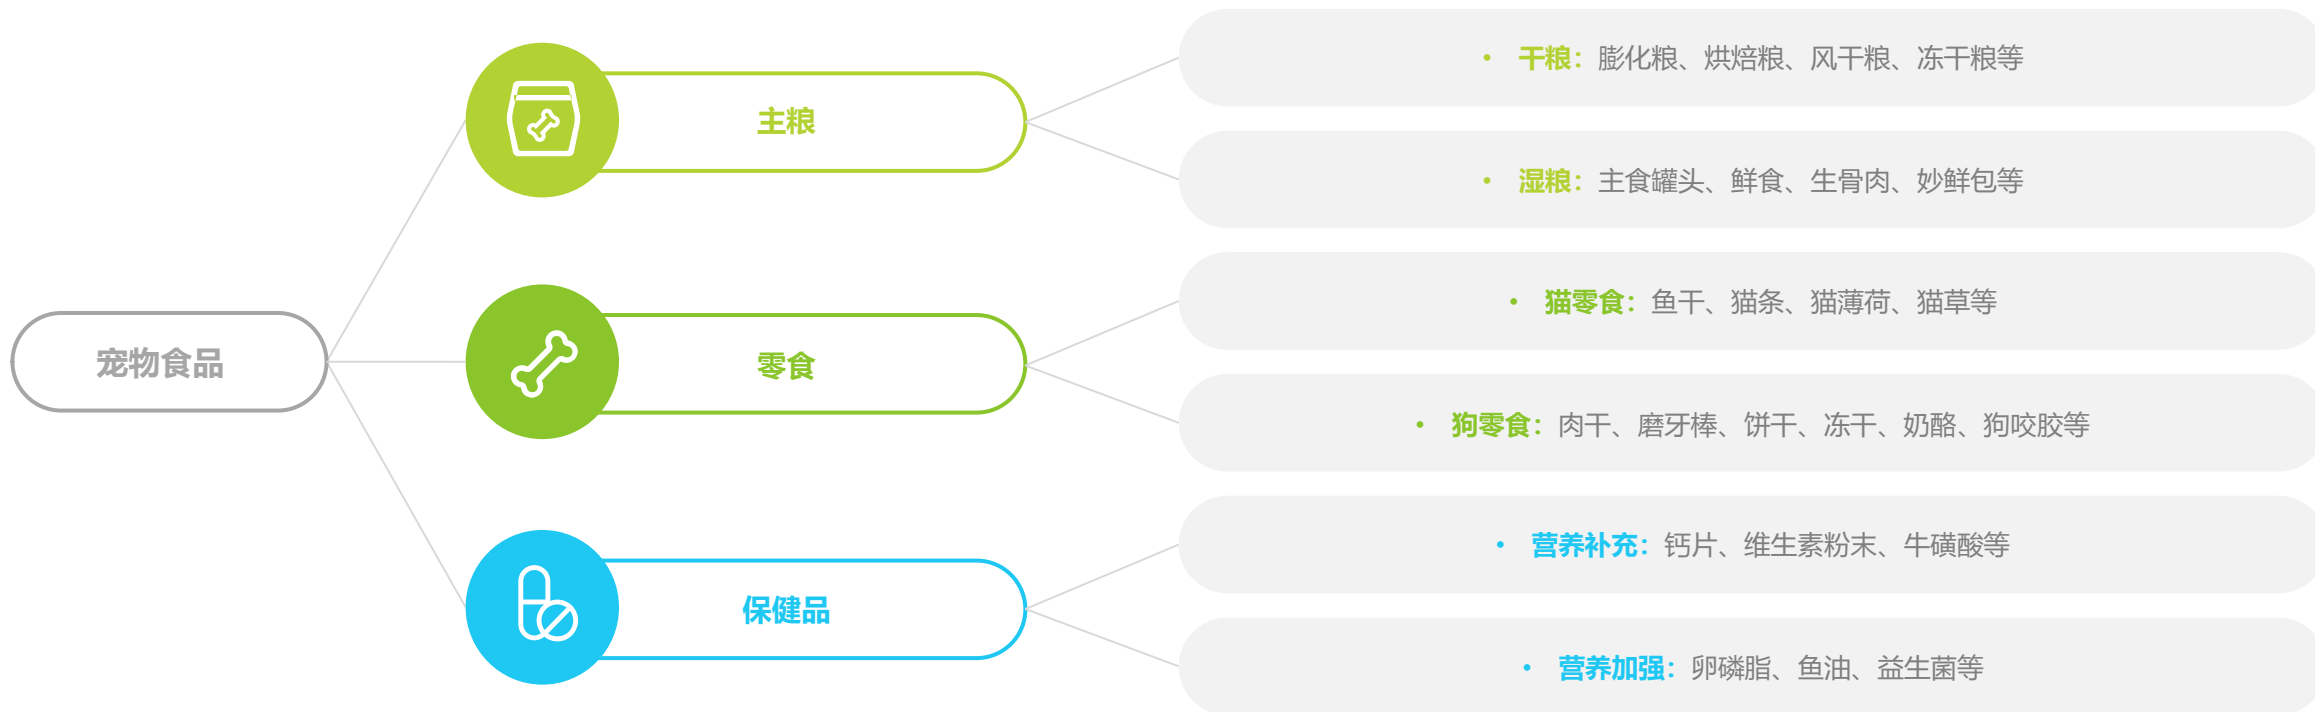 宠物食品
主粮
• 干粮：膨化粮、烘焙粮、风干粮、冻干粮等
• 湿粮：主食罐头、鲜食、生骨肉、妙鲜包等
零食
• 猫零食：鱼干、猫条、猫薄荷、猫草等
• 狗零食：肉干、磨牙棒、饼干、冻干、奶酪、狗咬胶等
保健品
• 营养补充：钙片、维生素粉末、牛磺酸等
• 营养加强：卵磷脂、鱼油、益生菌等